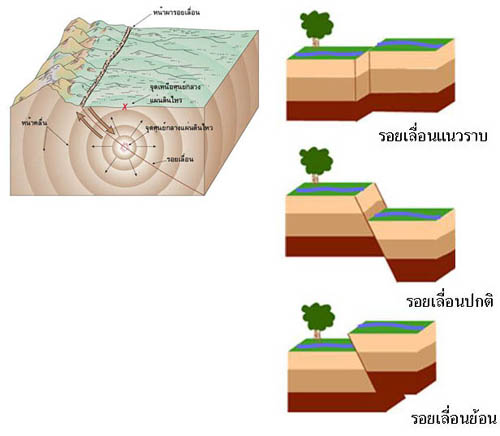 หน้าผารอยเลื่อน
จุดเหนือศูนย์กลาง
แผ่นดินไหว
หน้าคลื่น
จุดศูนย์กลางแผ่นดินไหว
รอยเลื่อน
รอยเลื่อนแนวราบ
รอยเลื่อนปกติ
รอยเลื่อนย้อน